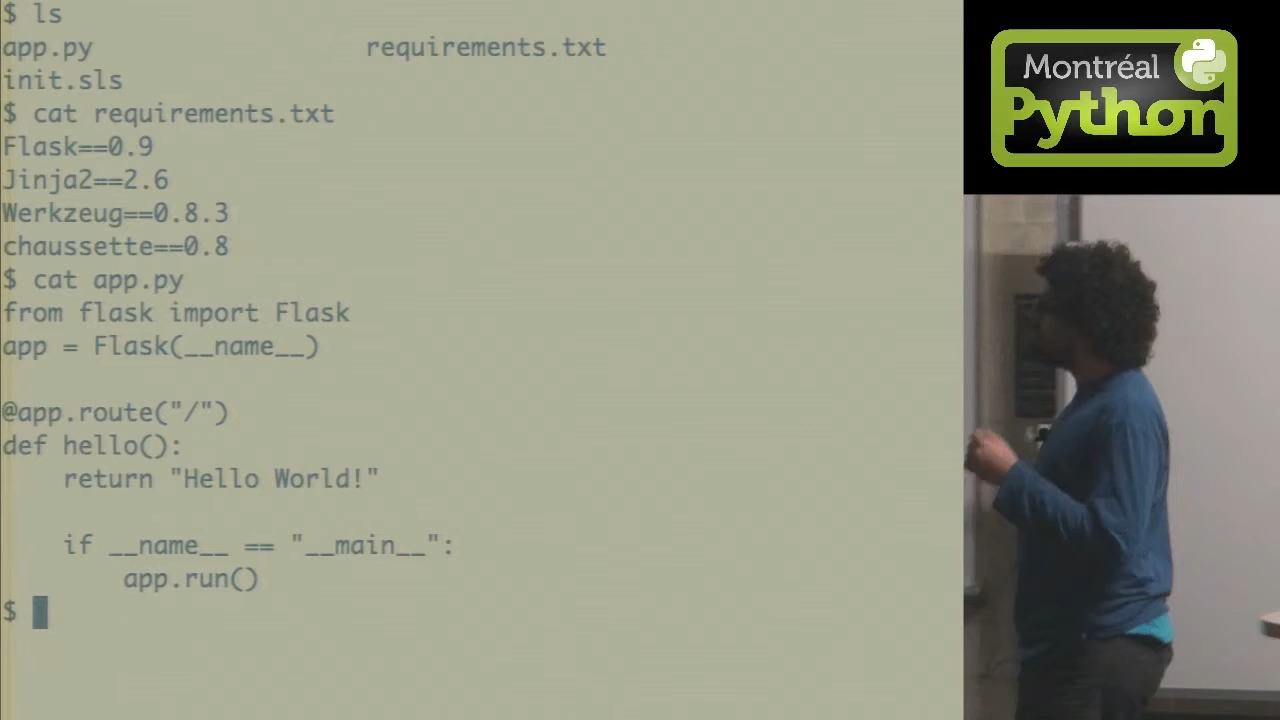 $ ls
app.py requirements.txt
init.sls
$ cat requirements.txt
Flask==0.9
Jinja2==2.6
Werkzeug==0.8.3
chaussette==0.8
$ cat app.py
from flask import Flask
app = Flask(__name__)
@app.route("/")
def hello():
    return "Hello World!"
    if __name__ == "__main__":
        app.run()
$
Montréal
Python